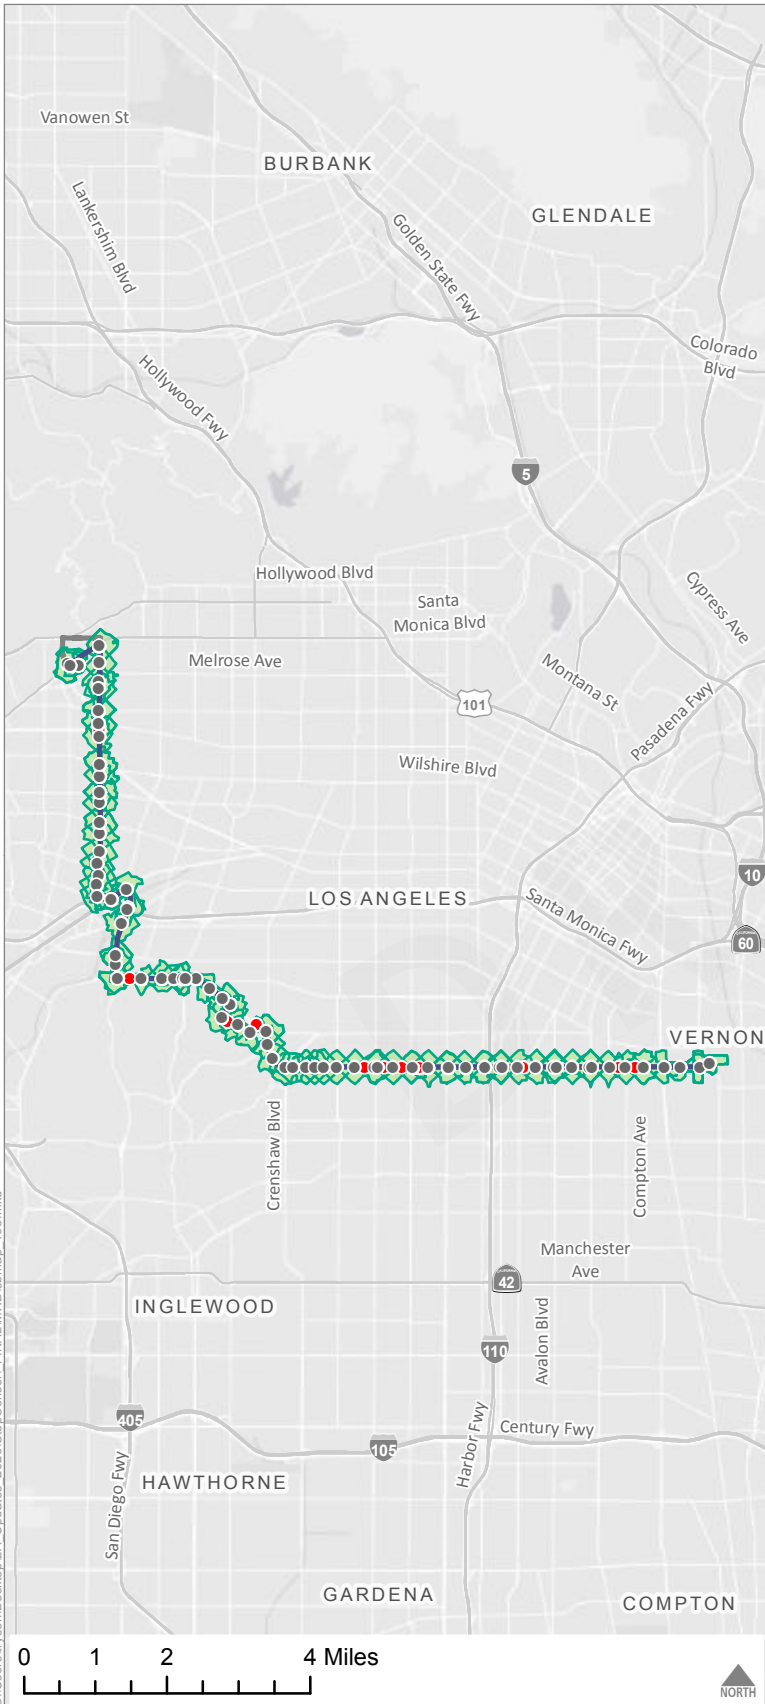 Vanowen St
BURBANK
Lankershim Blvd
GLENDALE
Golden State Fwy
Colorado
Blvd
Hollywood Fwy
5
Hollywood Blvd
Cypress Ave
Santa
Monica Blvd
Melrose Ave
Montana St
101
Pasadena Fwy
Wilshire Blvd
10
LOS ANGELES
Santa Monica Fwy
CALIFORNIA
60
VERNON
Crenshaw Blvd
Compton Ave
Manchester
Ave
CALIFORNIA
42
INGLEWOOD
Avalon Blvd
110
405
Harbor Fwy
Century Fwy
105
San Diego Fwy
HAWTHORNE
GARDENA
COMPTON
0 1 2 4 Miles
NORTH